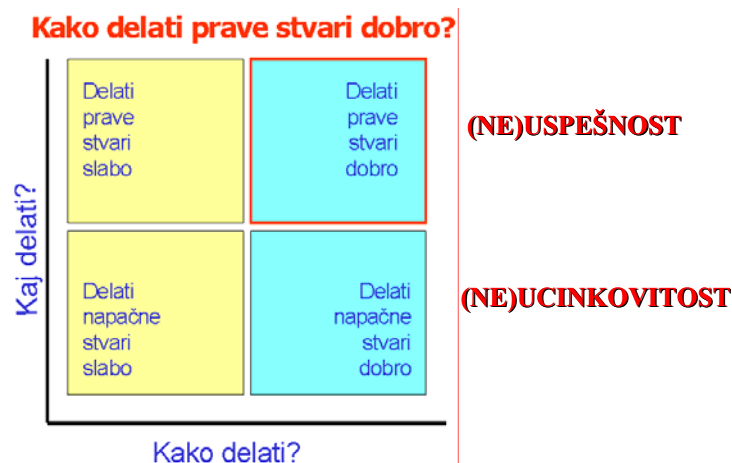 Kako delati prave stvari dobro?
Delati
prave
stvari
slabo
Delati
prave
stvari
dobro
(NE)USPEŠNOST
Kaj delati?
Delati
napačne
stvari
slabo
Delati
napačne
stvari
dobro
(NE)UCINKOVITOST
Kako delati?